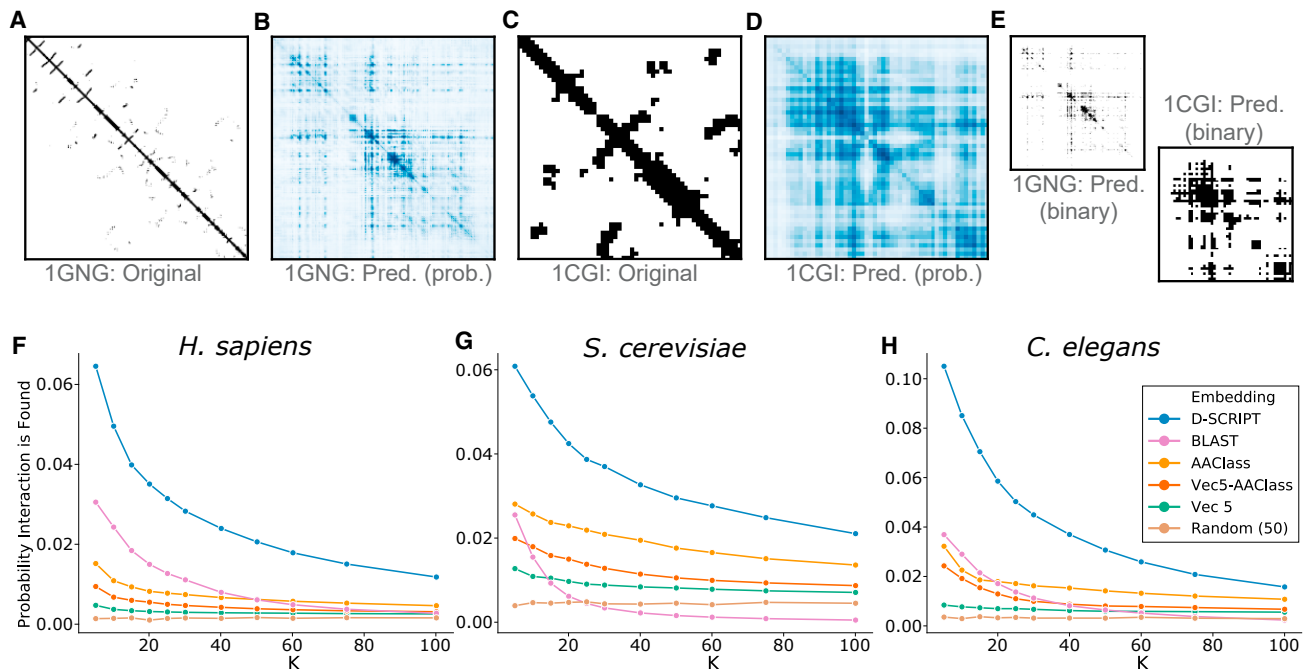 A
B
C
D
E
1GNG: Original
1GNG: Pred. (prob.)
1CGI: Original
1CGI: Pred. (prob.)
1GNG: Pred.
(binary)
1CGI: Pred.
(binary)
F
H. sapiens
G
S. cerevisiae
H
C. elegans
Probability Interaction is Found
0.06
0.04
0.02
0.00
20
40
60
80
100
K
0.06
0.04
0.02
0.00
20
40
60
80
100
K
0.10
0.08
0.06
0.04
0.02
0.00
20
40
60
80
100
K
Embedding
D-SCRIPT
BLAST
AAClass
Vec5-AAClass
Vec 5
Random (50)